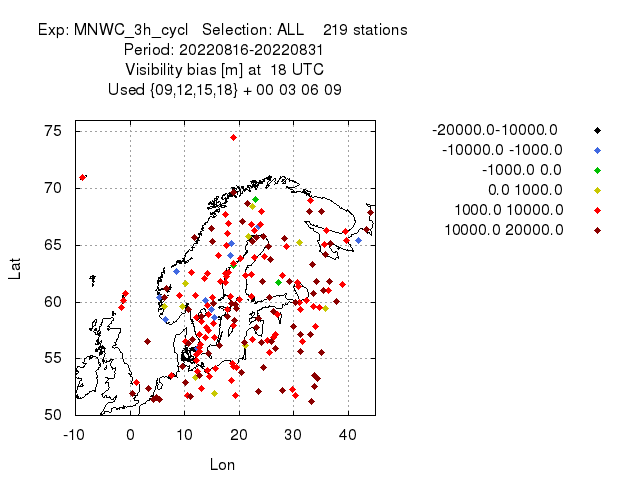 Exp: MNWC_3h_cycl   Selection: ALL    219 stations
Period: 20220816-20220831
Visibility bias [m] at  18 UTC
Used {09,12,15,18} + 00 03 06 09
-20000.0-10000.0
-10000.0 -1000.0
-1000.0 0.0
0.0 1000.0
1000.0 10000.0
10000.0 20000.0
Lat
75
70
65
60
55
50
-10 0 10 20 30 40
Lon